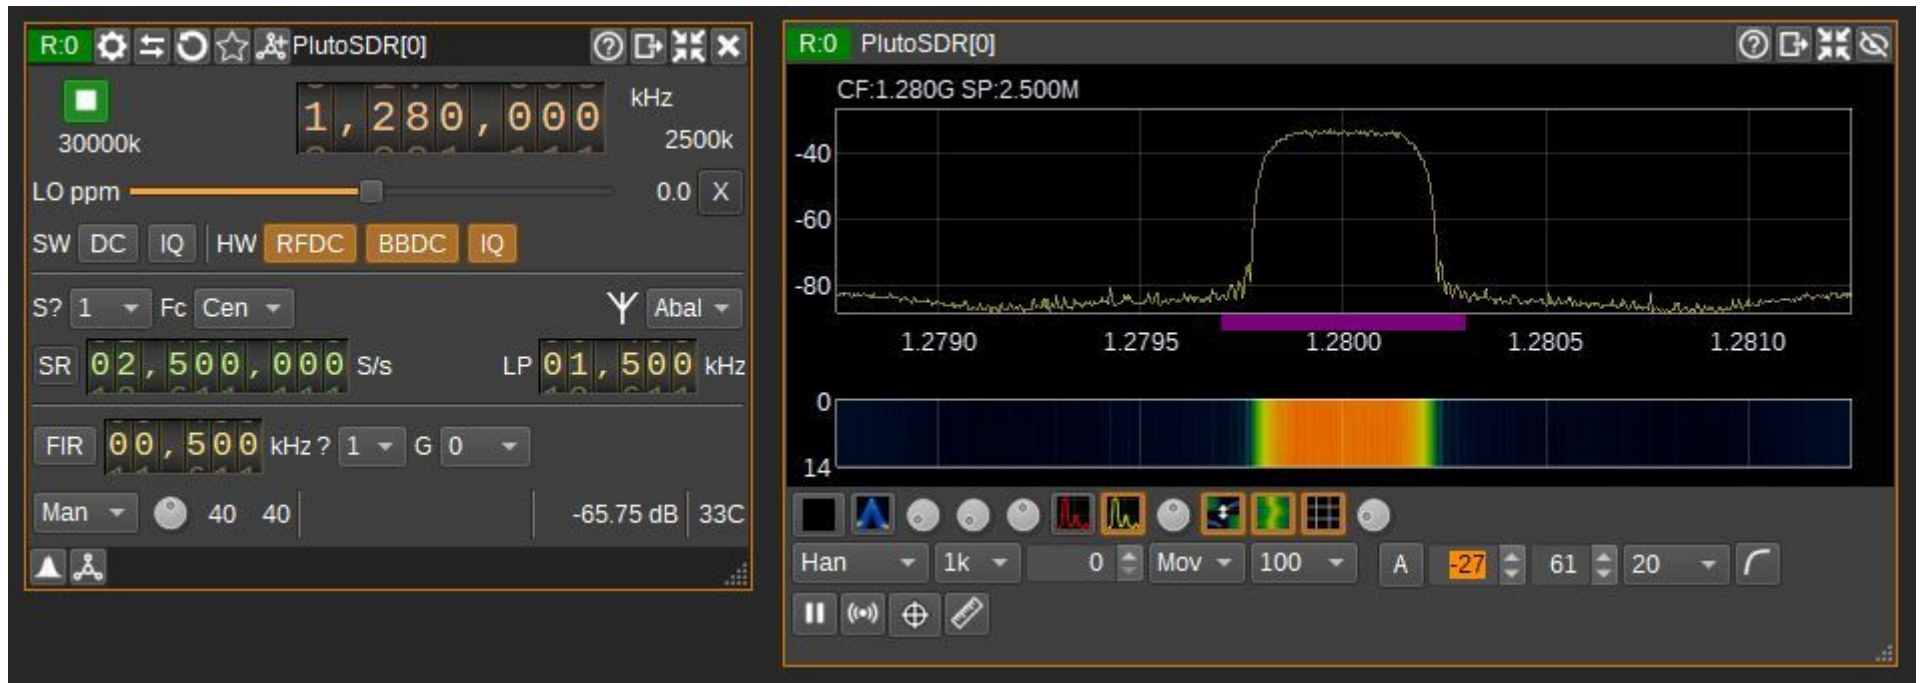 R:0 PlutoSDR[0]
1,280,000 kHz
30000k 2500k
LO ppm 0.0 X
SW DC IQ HW RFDC BBDC IQ
S? 1 Fc Cen Abal
SR 02,500,000 S/s LP 01,500 kHz
FIR 00,500 kHz ? 1 G 0
Man 40 40 -65.75 dB 33C
R:0 PlutoSDR[0]
CF:1.280G SP:2.500M
-40
-60
-80
1.2790 1.2795 1.2800 1.2805 1.2810
0
14
Han 1k 0 Mov 100 A -27 61 20